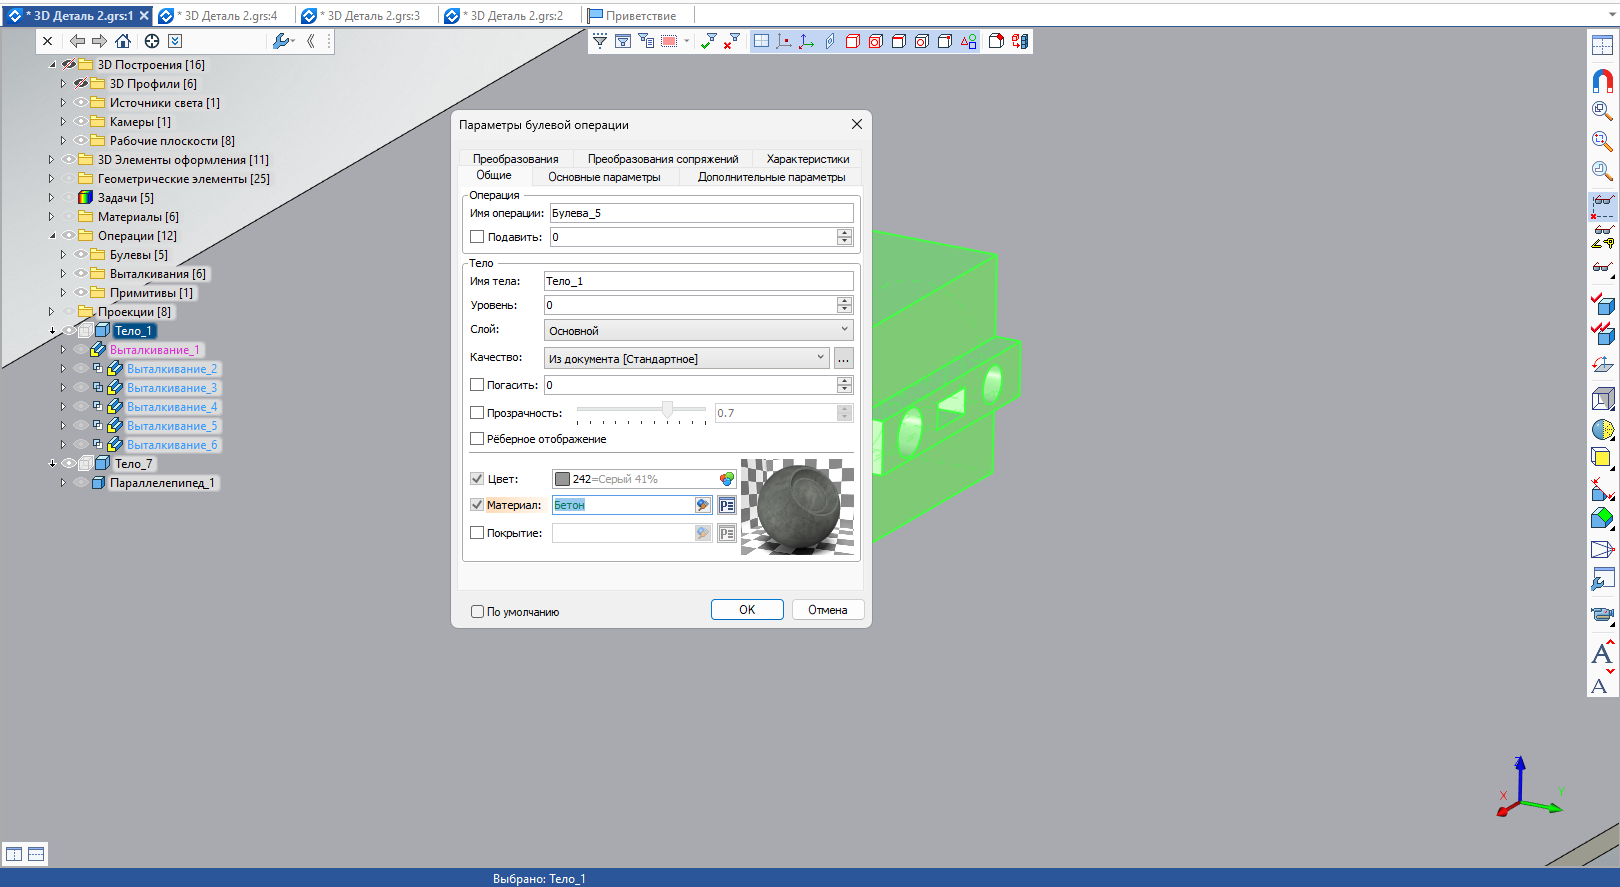 * 3D Деталь 2.grs:1
* 3D Деталь 2.grs:4
* 3D Деталь 2.grs:3
* 3D Деталь 2.grs:2
Приветствие
3D Построения [16]
3D Профили [6]
Источники света [1]
Камеры [1]
Рабочие плоскости [8]
3D Элементы оформления [11]
Геометрические элементы [25]
Задачи [5]
Материалы [6]
Операции [12]
Булевы [5]
Выталкивания [6]
Примитивы [1]
Проекции [8]
Тело_1
Выталкивание_1
Выталкивание_2
Выталкивание_3
Выталкивание_4
Выталкивание_5
Выталкивание_6
Тело_7
Параллелепипед_1
Параметры булевой операции
Преобразования
Преобразования сопряжений
Характеристики
Общие
Основные параметры
Дополнительные параметры
Операция
Имя операции: Булева_5
Подавить: 0
Тело
Имя тела: Тело_1
Уровень: 0
Слой: Основной
Качество: Из документа [Стандартное] ...
Погасить: 0
Прозрачность: 0.7
Рёберное отображение
Цвет: 242=Серый 41%
Материал: Бетон
Покрытие:
По умолчанию
OK
Отмена
Z
X
Y
Выбрано: Тело_1